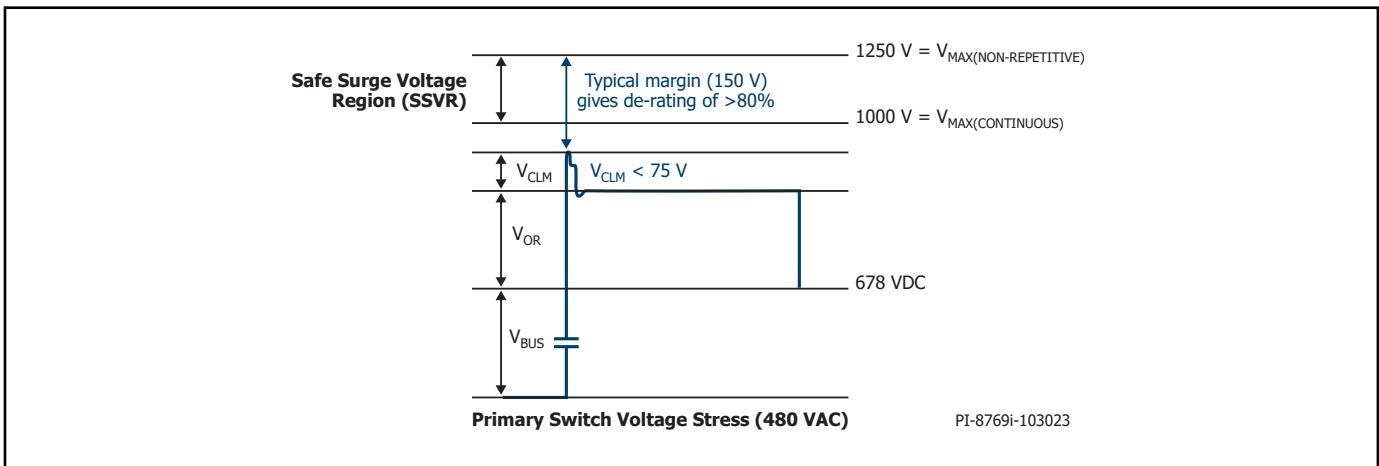 1250 V = VMAX(NON-REPETITIVE)
Safe Surge Voltage
Region (SSVR)
Typical margin (150 V)
gives de-rating of >80%
1000 V = VMAX(CONTINUOUS)
VCLM
VCLM < 75 V
VOR
678 VDC
VBUS
Primary Switch Voltage Stress (480 VAC)
PI-8769i-103023